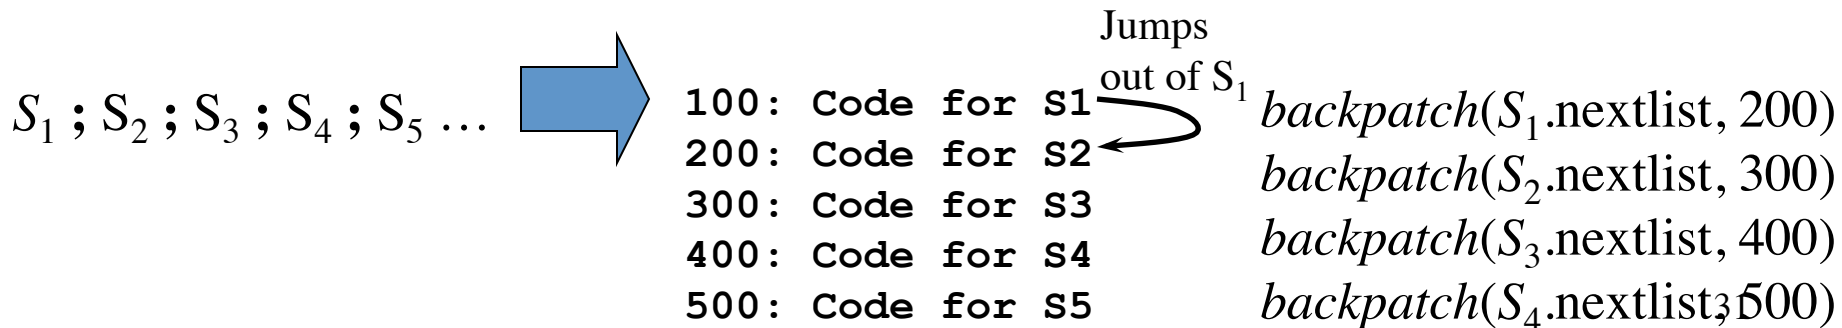 S₁ ; S₂ ; S₃ ; S₄ ; S₅ …
Jumps
out of S₁
100: Code for S1
200: Code for S2
300: Code for S3
400: Code for S4
500: Code for S5
backpatch(S₁.nextlist, 200)
backpatch(S₂.nextlist, 300)
backpatch(S₃.nextlist, 400)
backpatch(S₄.nextlist, 500)
31